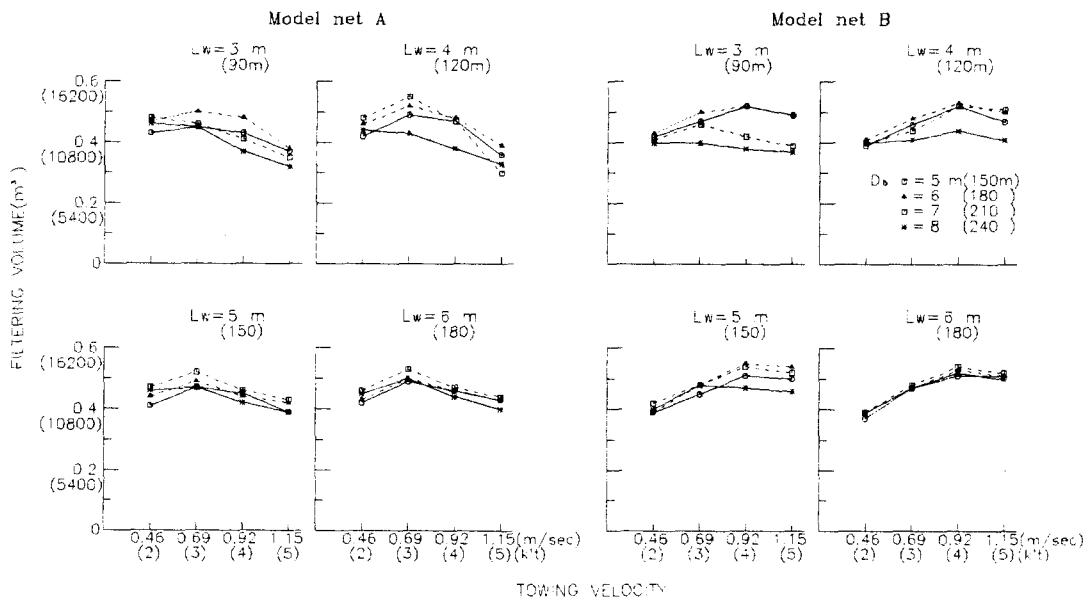 Model net A
Model net B
Lw= 3 m
(90m)
Lw= 4 m
(120m)
Lw= 3 m
(90m)
Lw= 4 m
(120m)
0.6
(16200)
0.4
(10800)
0.2
(5400)
0
FILTERING VOLUME(m³)
D♭ = 5 m(150m)
= 6 (180 )
= 7 (210 )
= 8 (240 )
Lw= 5 m
(150)
Lw= 6 m
(180)
Lw= 5 m
(150)
Lw= 6 m
(180)
0.6
(16200)
0.4
(10800)
0.2
(5400)
0
0.46 0.69 0.92 1.15 0.46 0.69 0.92 1.15(m/sec) 0.46 0.69 0.92 1.15 0.46 0.69 0.92 1.15(m/sec)
(2) (3) (4) (5) (2) (3) (4) (5)(k't) (2) (3) (4) (5) (2) (3) (4) (5)(k't)
TOWING VELOCITY